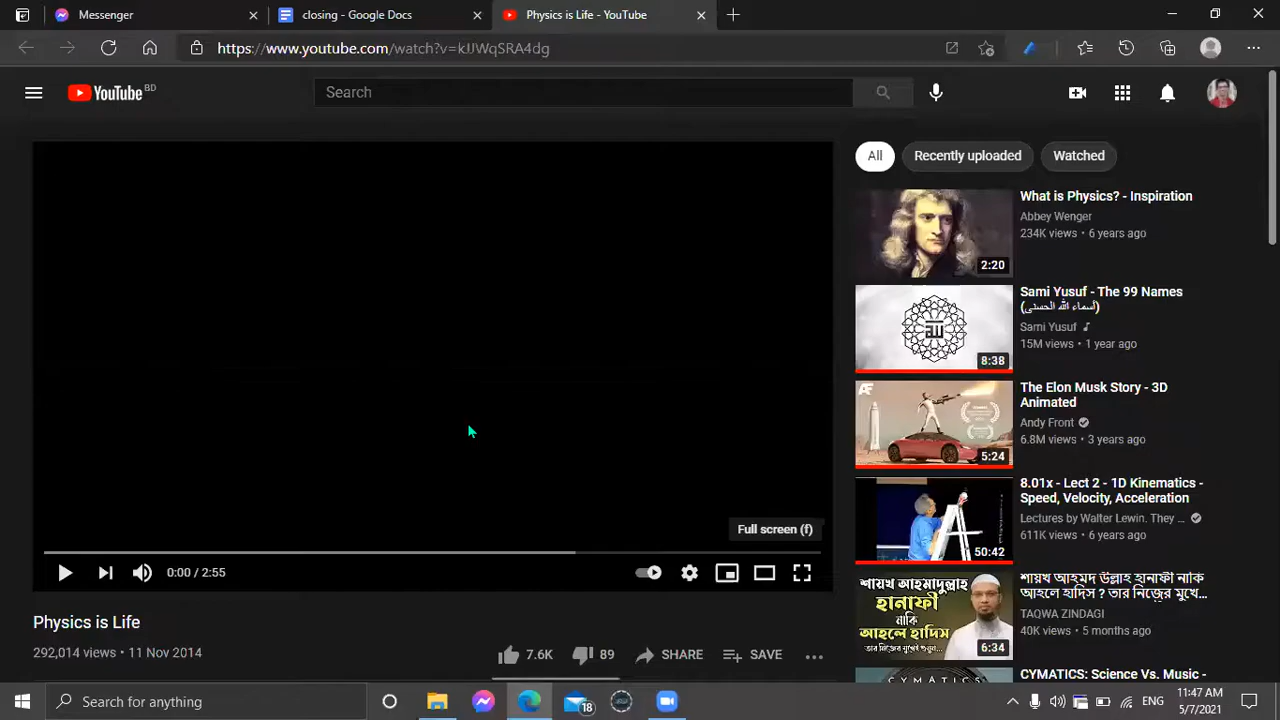 Messenger
closing - Google Docs
Physics is Life - YouTube
https://www.youtube.com/watch?v=kJJWqSRA4dg
YouTube BD
Search
All
Recently uploaded
Watched
What is Physics? - Inspiration
Abbey Wenger
234K views • 6 years ago
2:20
Sami Yusuf - The 99 Names
(أسماء الله الحسنى)
Sami Yusuf
15M views • 1 year ago
8:38
The Elon Musk Story - 3D
Animated
Andy Front
6.8M views • 3 years ago
5:24
8.01x - Lect 2 - 1D Kinematics -
Speed, Velocity, Acceleration
Lectures by Walter Lewin. They ...
611K views • 6 years ago
50:42
শায়খ আহমাদুল্লাহ
হানাফী
নাকি
আহলে হাদিস
6:34
শায়খ আহমদ উল্লাহ হানাফী নাকি
আহলে হাদিস ? তার নিজের মুখে...
TAQWA ZINDAGI
40K views • 5 months ago
CYMATICS
CYMATICS: Science Vs. Music -
Full screen (f)
0:00 / 2:55
Physics is Life
292,014 views • 11 Nov 2014
7.6K
89
SHARE
SAVE
Search for anything
18
ENG
11:47 AM
5/7/2021